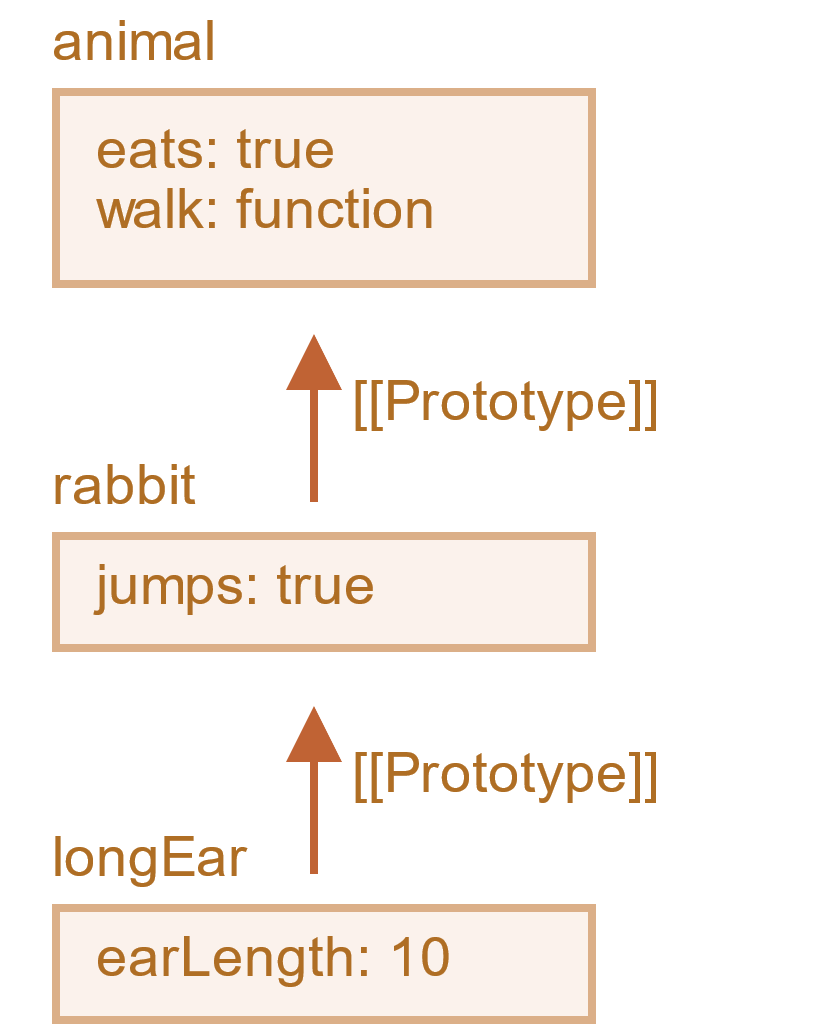 animal
eats: true
walk: function
[[Prototype]]
rabbit
jumps: true
[[Prototype]]
longEar
earLength: 10